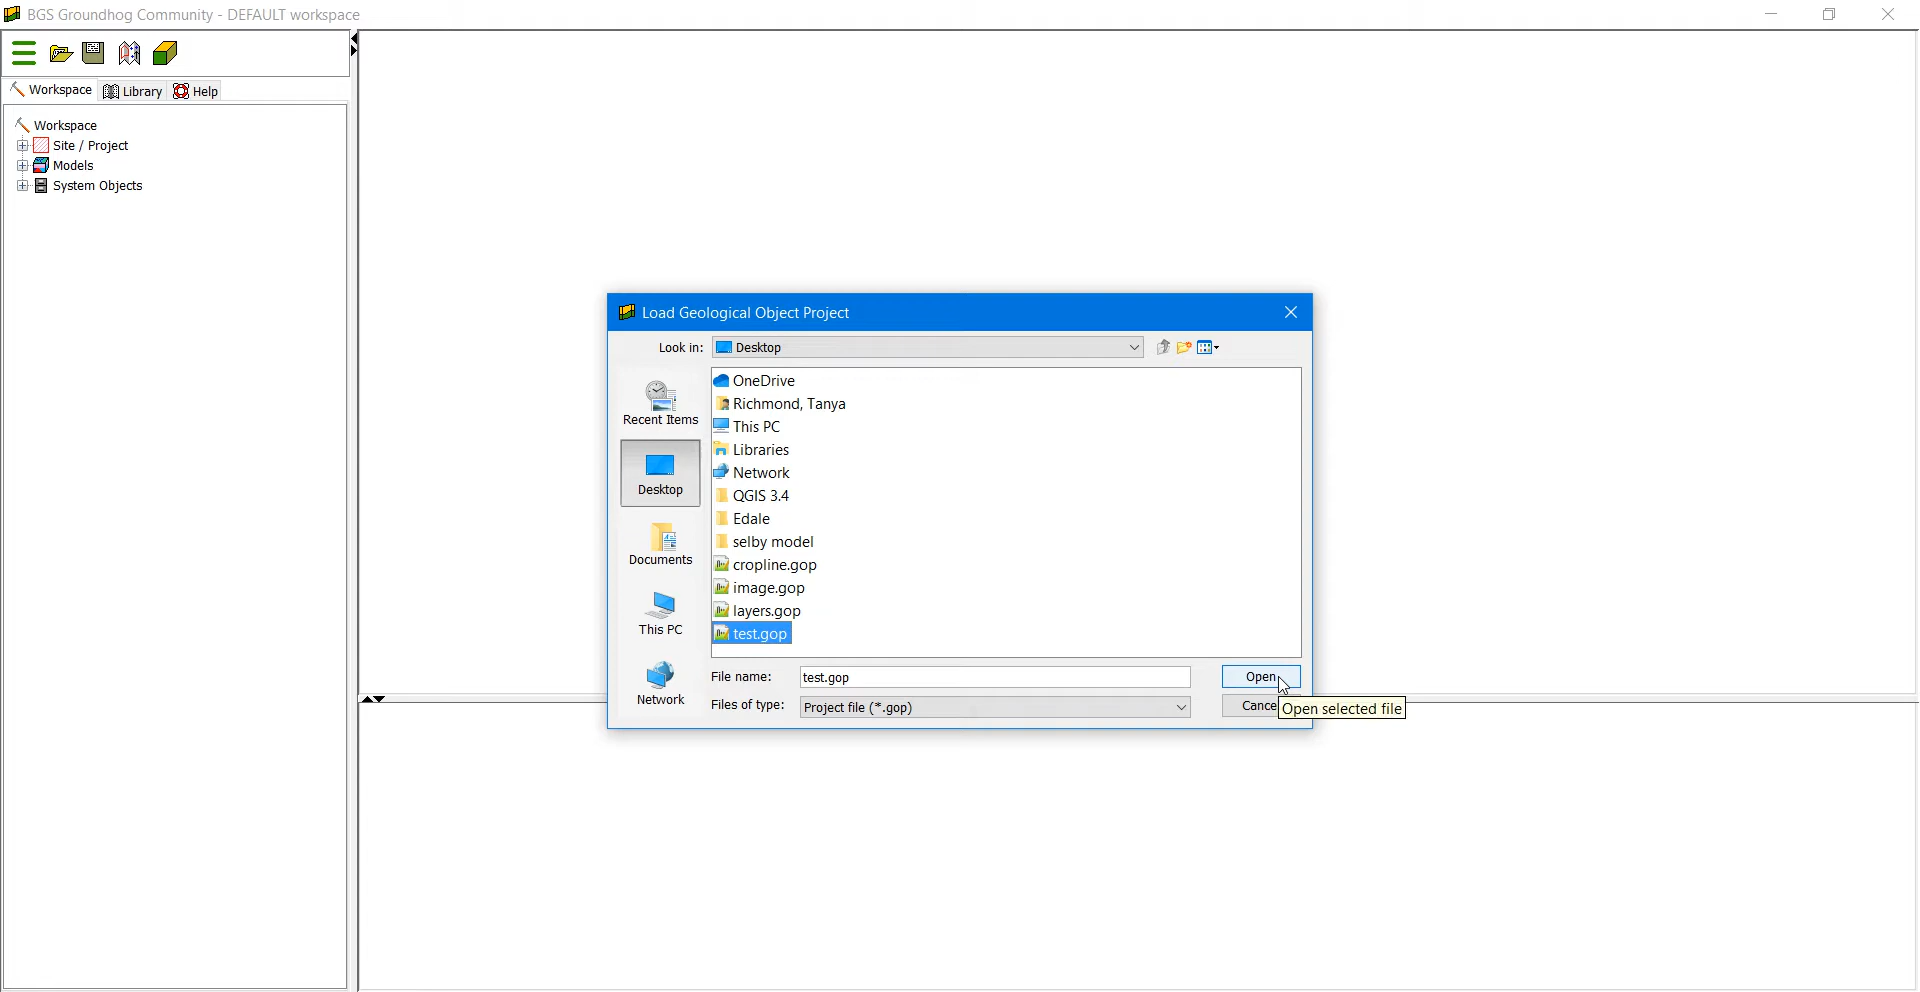 BGS Groundhog Community - DEFAULT workspace
Workspace Library Help
Workspace
Site / Project
Models
System Objects
Load Geological Object Project
Look in: Desktop
Recent Items
Desktop
Documents
This PC
Network
OneDrive
Richmond, Tanya
This PC
Libraries
Network
QGIS 3.4
Edale
selby model
cropline.gop
image.gop
layers.gop
test.gop
File name: test.gop Open
Files of type: Project file (*.gop) Cance
Open selected file